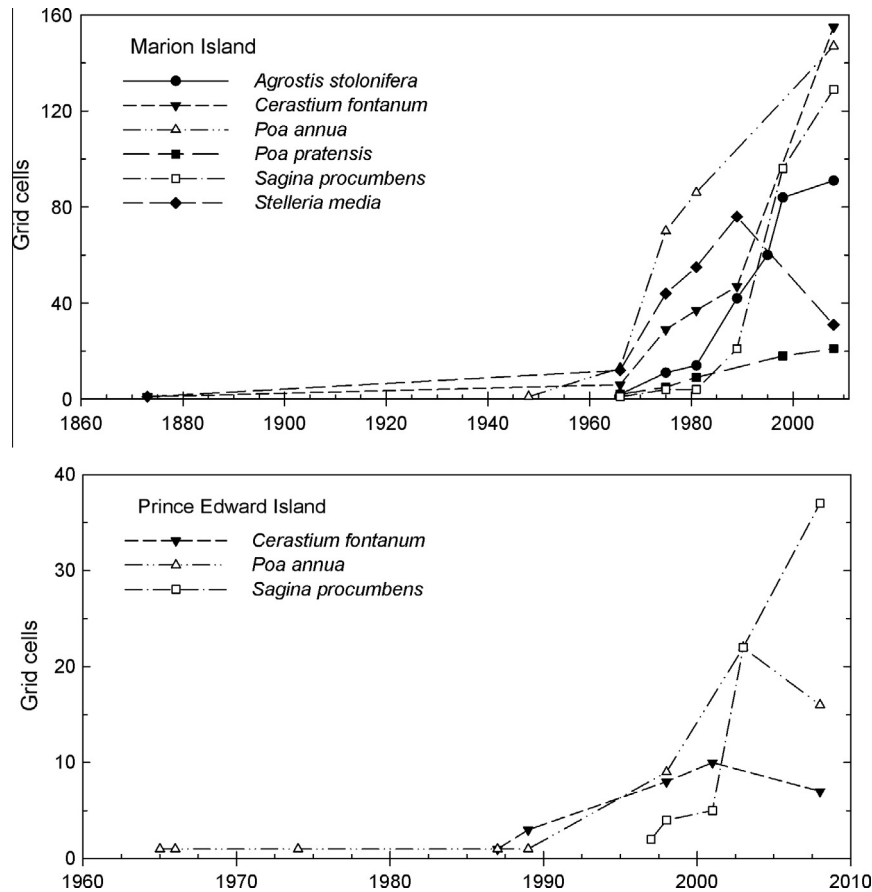 160
120
80
40
0
Grid cells
Marion Island
Agrostis stolonifera
Cerastium fontanum
Poa annua
Poa pratensis
Sagina procumbens
Stelleria media
1860 1880 1900 1920 1940 1960 1980 2000
40
30
20
10
0
Grid cells
Prince Edward Island
Cerastium fontanum
Poa annua
Sagina procumbens
1960 1970 1980 1990 2000 2010